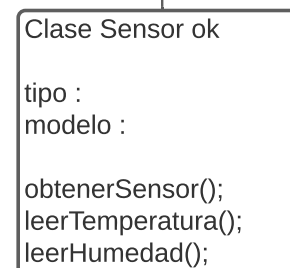 Clase Sensor ok
tipo :
modelo :
obtenerSensor();
leerTemperatura();
leerHumedad();